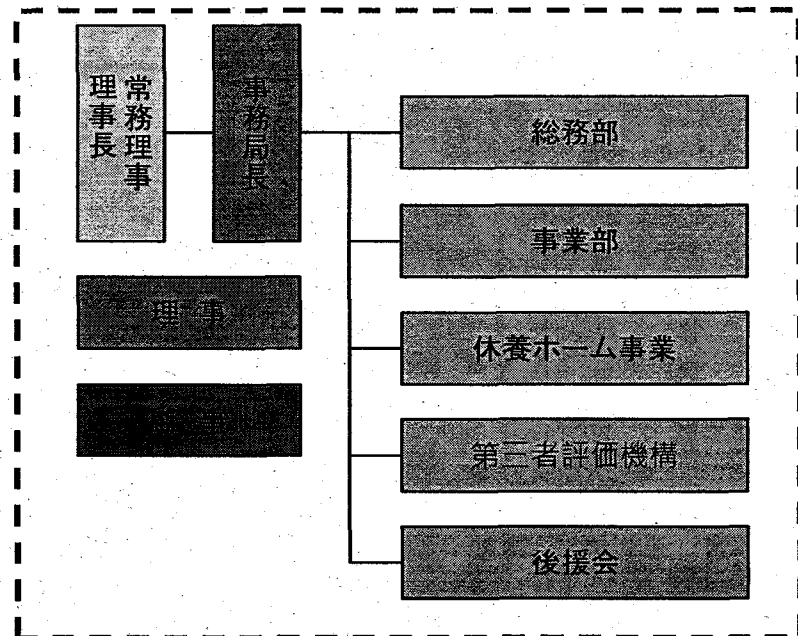 理事長
常務理事
事務局長
総務部
事業部
理事
休養ホーム事業
第三者評価機構
後援会